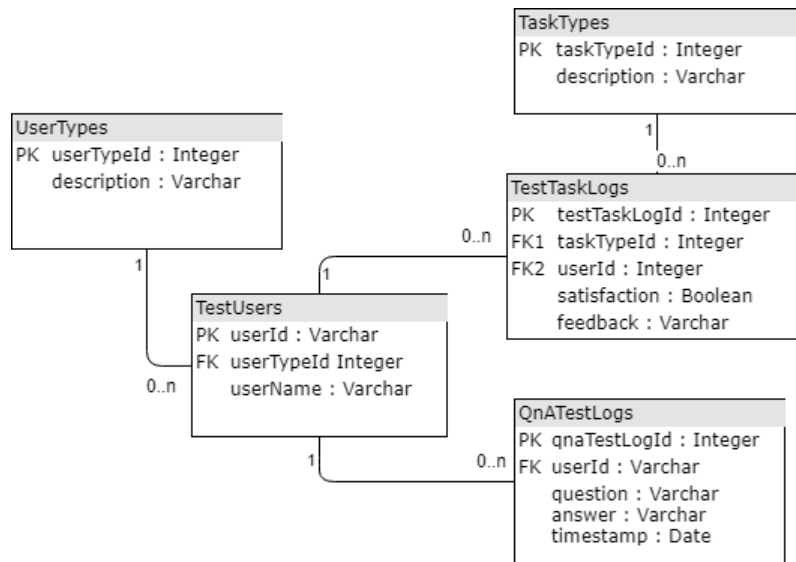 TaskTypes
PK taskTypeId : Integer
description : Varchar
1
0..n
UserTypes
PK userTypeId : Integer
description : Varchar
1
0..n
TestTaskLogs
PK testTaskLogId : Integer
FK1 taskTypeId : Integer
FK2 userId : Integer
satisfaction : Boolean
feedback : Varchar
0..n
1
TestUsers
PK userId : Varchar
FK userTypeId Integer
userName : Varchar
1
0..n
QnATestLogs
PK qnaTestLogId : Integer
FK userId : Varchar
question : Varchar
answer : Varchar
timestamp : Date